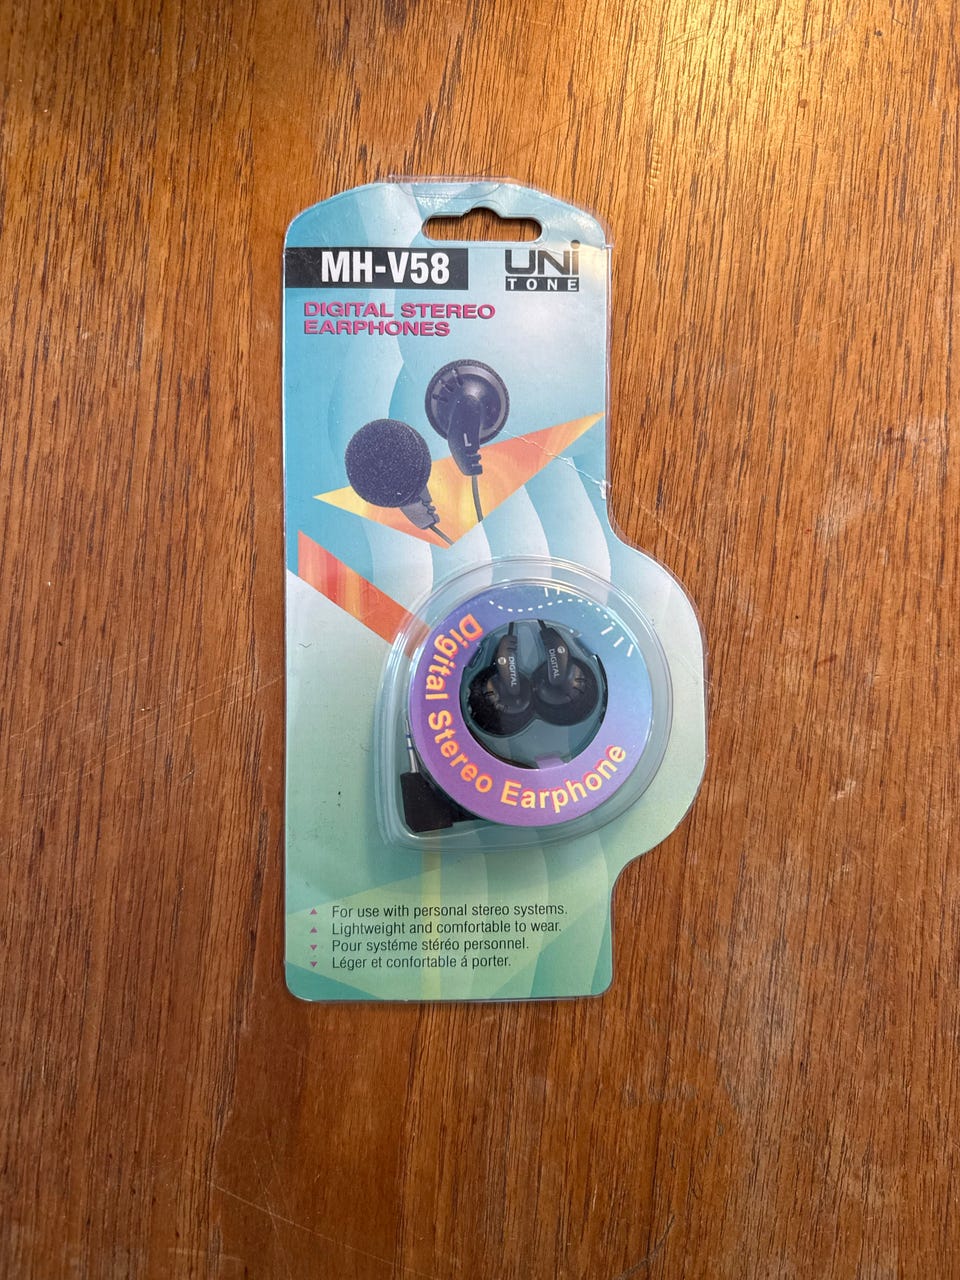 MH-V58
UNi
TONE
DIGITAL STEREO
EARPHONES
L
Digital Stereo Earphone
DIGITAL
DIGITAL
For use with personal stereo systems.
Lightweight and comfortable to wear.
Pour systéme stéréo personnel.
Léger et confortable á porter.